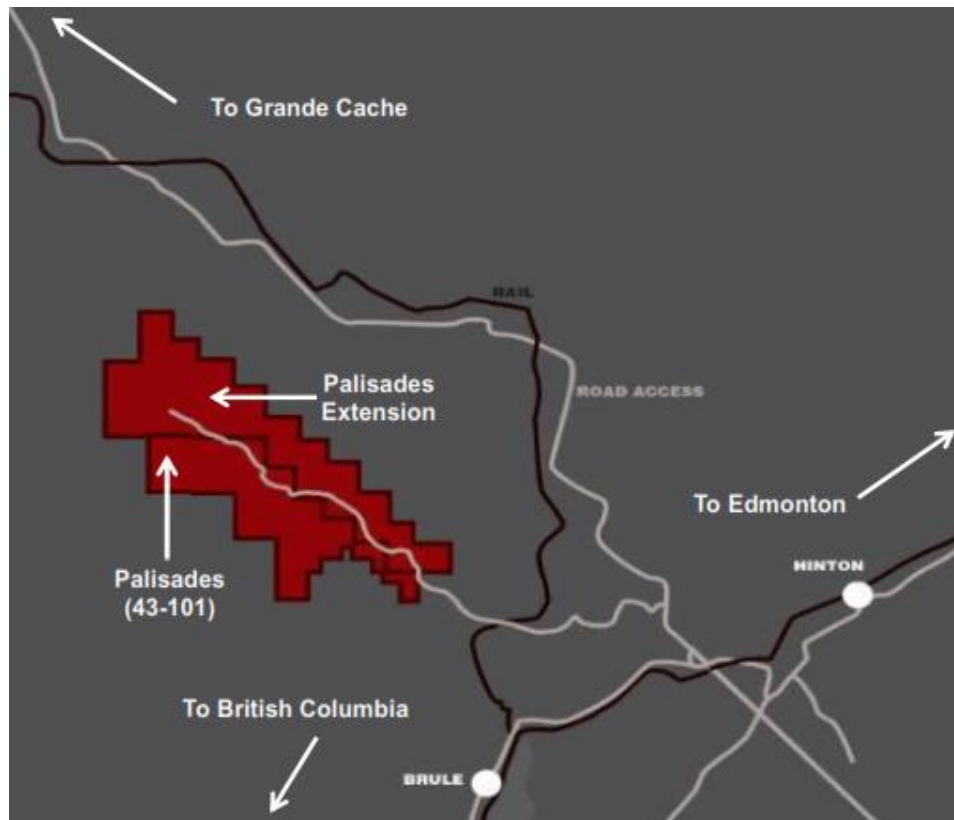 To Grande Cache
RAIL
Palisades
Extension
ROAD ACCESS
To Edmonton
HINTON
Palisades
(43-101)
To British Columbia
BRULE